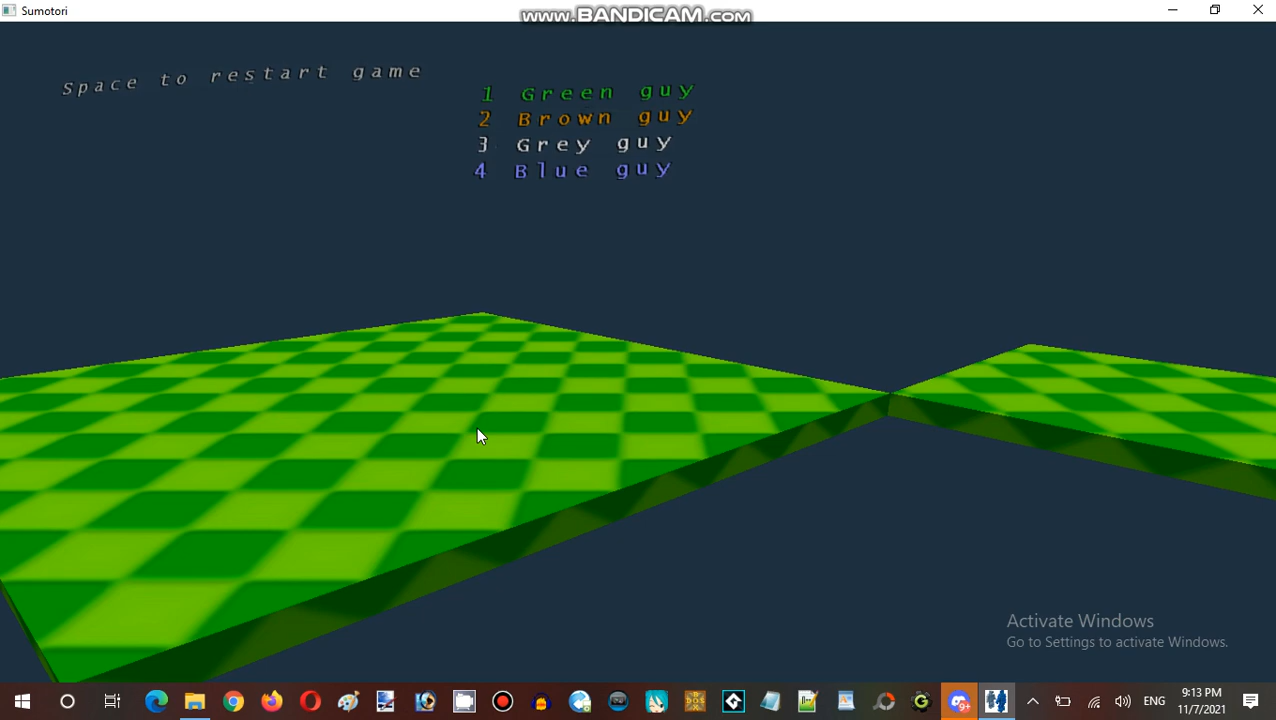 Sumotori
www.BANDICAM.com
Space to restart game
1 Green guy
2 Brown guy
3 Grey guy
4 Blue guy
Activate Windows
Go to Settings to activate Windows.
9+
ENG
9:13 PM
11/7/2021